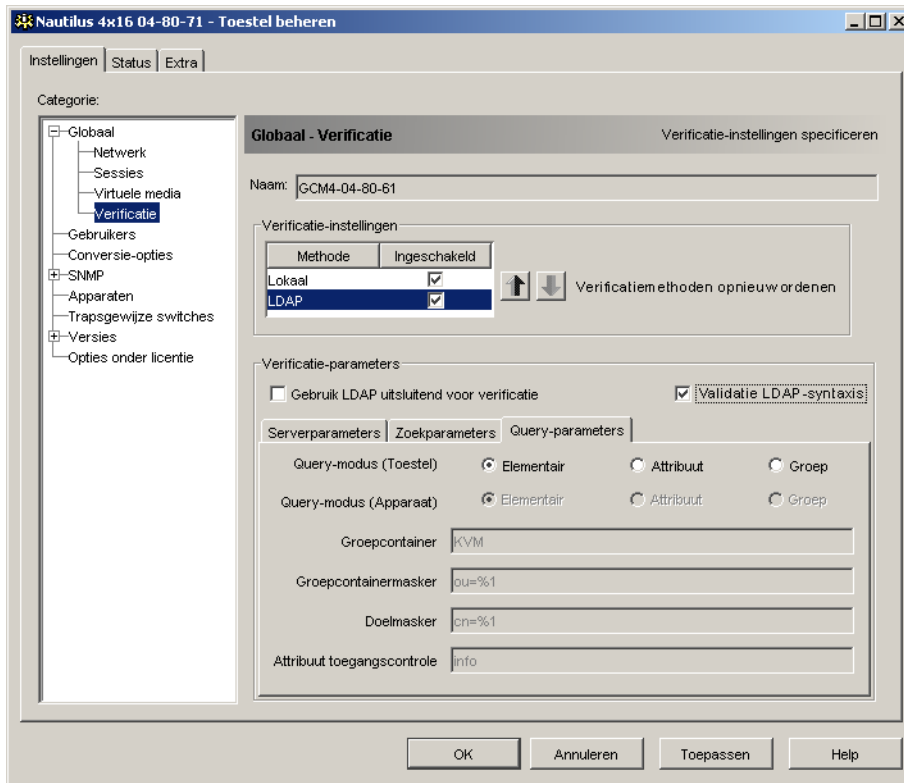 Nautilus 4x16 04-80-71 - Toestel beheren
Instellingen Status Extra
Categorie:
Globaal
Netwerk
Sessies
Virtuele media
Verificatie
Gebruikers
Conversie-opties
SNMP
Apparaten
Trapsgewijze switches
Versies
Opties onder licentie
Globaal - Verificatie Verificatie-instellingen specificeren
Naam: GCM4-04-80-61
Verificatie-instellingen
Methode Ingeschakeld
Lokaal
LDAP
Verificatiemethoden opnieuw ordenen
Verificatie-parameters
Gebruik LDAP uitsluitend voor verificatie Validatie LDAP-syntaxis
Serverparameters Zoekparameters Query-parameters
Query-modus (Toestel) Elementair Attribuut Groep
Query-modus (Apparaat) Elementair Attribuut Groep
Groepcontainer KVM
Groepcontainermasker ou=%1
Doelmasker cn=%1
Attribuut toegangscontrole info
OK Annuleren Toepassen Help